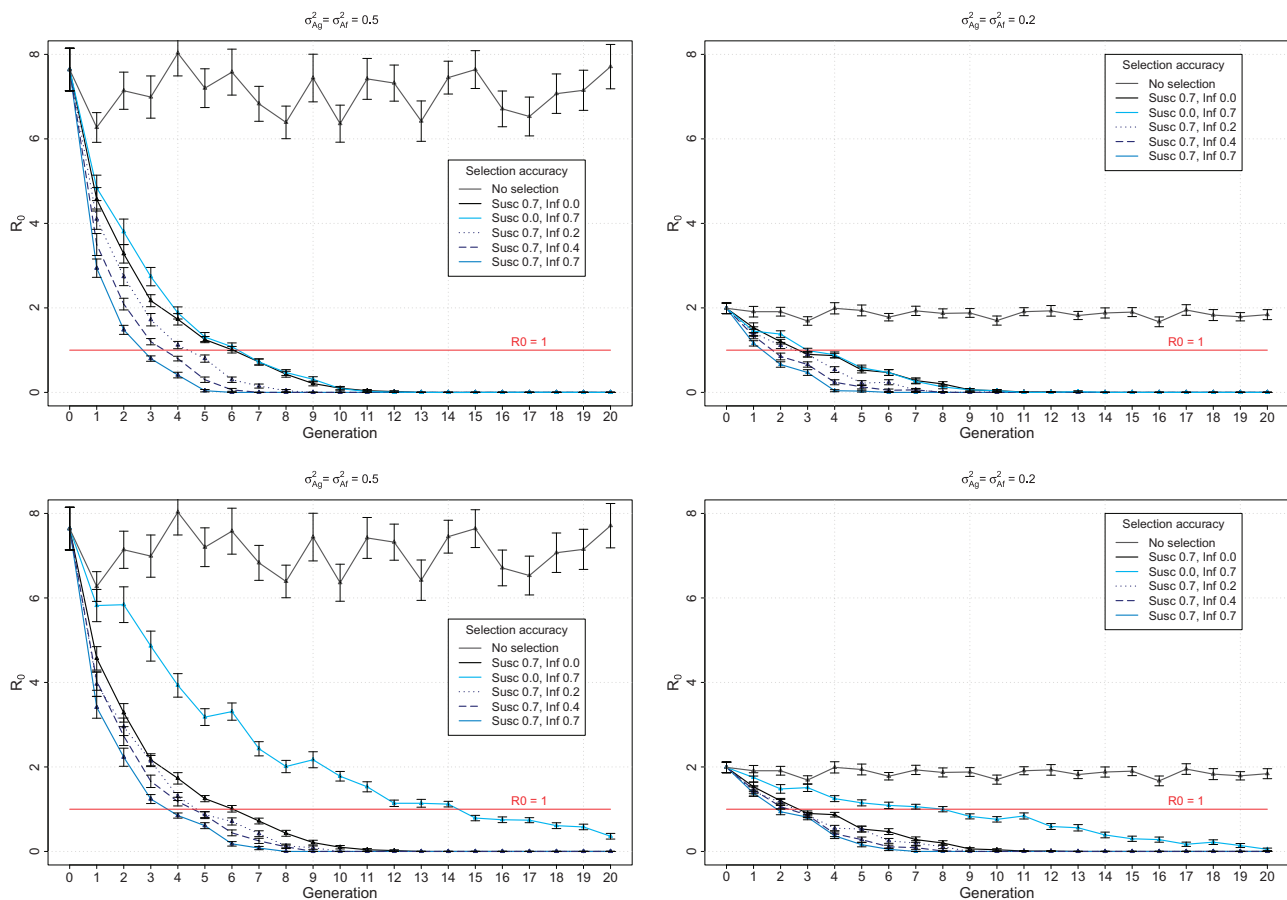 σ²Ag = σ²Af = 0.5
R₀
0
2
4
6
8
Selection accuracy
No selection
Susc 0.7, Inf 0.0
Susc 0.0, Inf 0.7
Susc 0.7, Inf 0.2
Susc 0.7, Inf 0.4
Susc 0.7, Inf 0.7
R0 = 1
0 1 2 3 4 5 6 7 8 9 10 11 12 13 14 15 16 17 18 19 20
Generation
σ²Ag = σ²Af = 0.2
R₀
0
2
4
6
8
Selection accuracy
No selection
Susc 0.7, Inf 0.0
Susc 0.0, Inf 0.7
Susc 0.7, Inf 0.2
Susc 0.7, Inf 0.4
Susc 0.7, Inf 0.7
R0 = 1
0 1 2 3 4 5 6 7 8 9 10 11 12 13 14 15 16 17 18 19 20
Generation
σ²Ag = σ²Af = 0.5
R₀
0
2
4
6
8
Selection accuracy
No selection
Susc 0.7, Inf 0.0
Susc 0.0, Inf 0.7
Susc 0.7, Inf 0.2
Susc 0.7, Inf 0.4
Susc 0.7, Inf 0.7
R0 = 1
0 1 2 3 4 5 6 7 8 9 10 11 12 13 14 15 16 17 18 19 20
Generation
σ²Ag = σ²Af = 0.2
R₀
0
2
4
6
8
Selection accuracy
No selection
Susc 0.7, Inf 0.0
Susc 0.0, Inf 0.7
Susc 0.7, Inf 0.2
Susc 0.7, Inf 0.4
Susc 0.7, Inf 0.7
R0 = 1
0 1 2 3 4 5 6 7 8 9 10 11 12 13 14 15 16 17 18 19 20
Generation